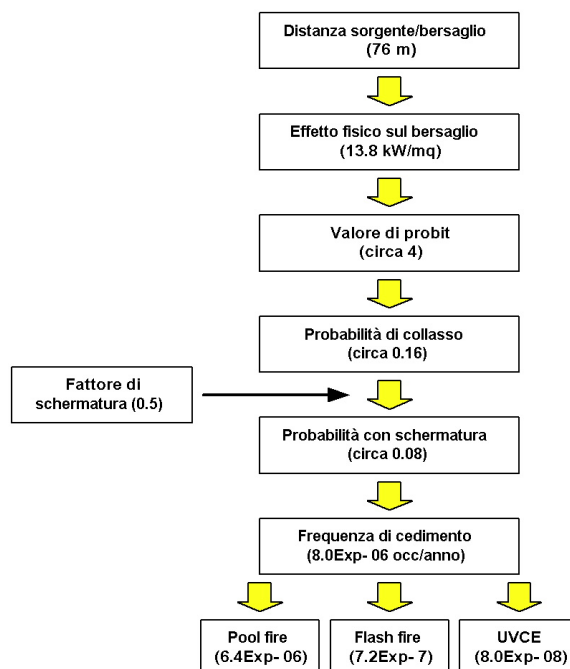 Distanza sorgente/bersaglio
(76 m)
Effetto fisico sul bersaglio
(13.8 kW/mq)
Valore di probit
(circa 4)
Probabilità di collasso
(circa 0.16)
Fattore di
schermatura (0.5)
Probabilità con schermatura
(circa 0.08)
Frequenza di cedimento
(8.0Exp- 06 occ/anno)
Pool fire
(6.4Exp- 06)
Flash fire
(7.2Exp- 7)
UVCE
(8.0Exp- 08)